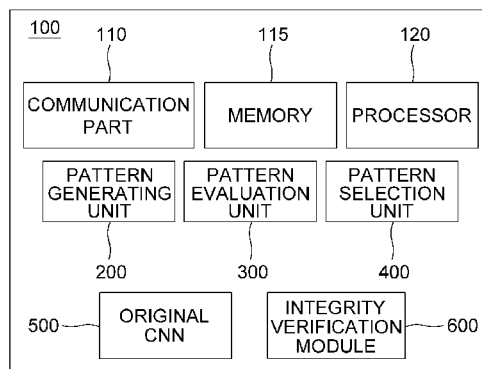 100
110 115 120
COMMUNICATION
PART
MEMORY
PROCESSOR
PATTERN
GENERATING
UNIT
PATTERN
EVALUATION
UNIT
PATTERN
SELECTION
UNIT
200 300 400
500
ORIGINAL
CNN
INTEGRITY
VERIFICATION
MODULE
600